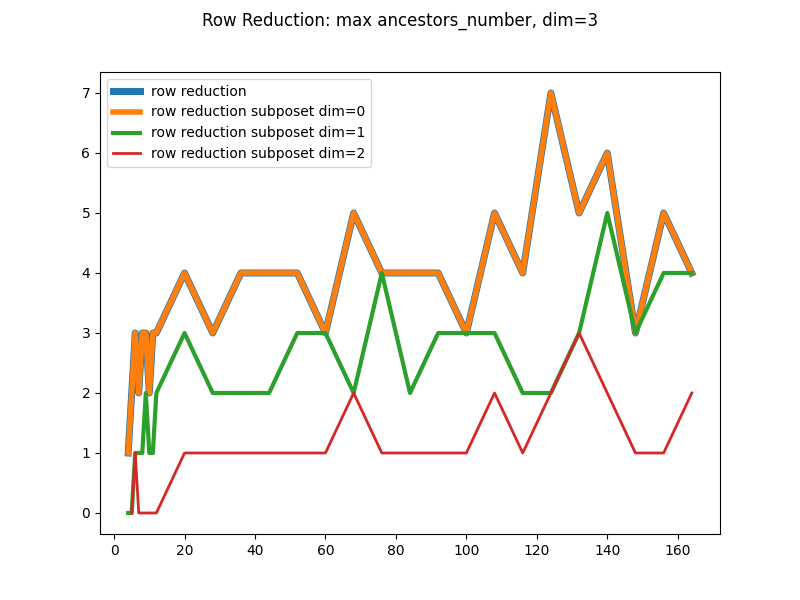 Row Reduction: max ancestors_number, dim=3
row reduction
row reduction subposet dim=0
row reduction subposet dim=1
row reduction subposet dim=2
7
6
5
4
3
2
1
0
0 20 40 60 80 100 120 140 160